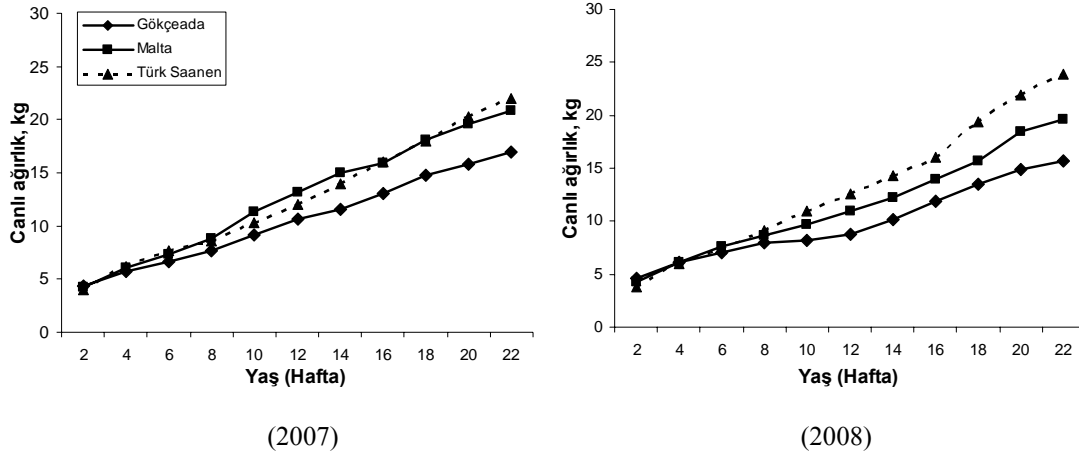 Canlı ağırlık, kg
30
25
20
15
10
5
0
Gökçeada
Malta
Türk Saanen
2 4 6 8 10 12 14 16 18 20 22
Yaş (Hafta)
(2007)
Canlı ağırlık, kg
30
25
20
15
10
5
0
2 4 6 8 10 12 14 16 18 20 22
Yaş (Hafta)
(2008)